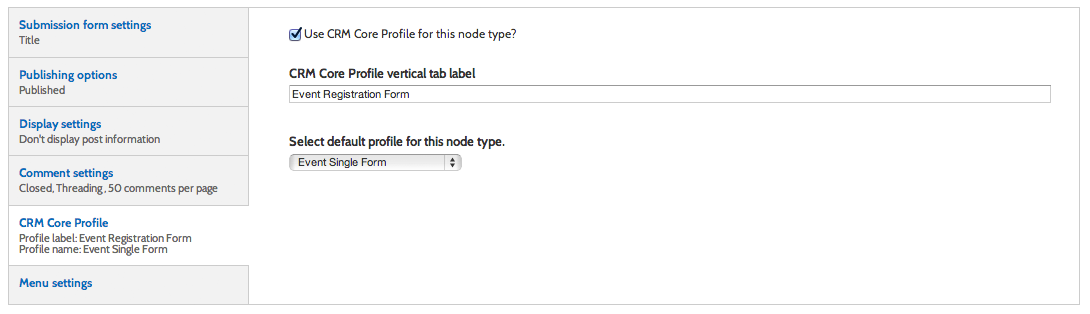 Submission form settings
Title
Publishing options
Published
Display settings
Don't display post information
Comment settings
Closed, Threading, 50 comments per page
CRM Core Profile
Profile label: Event Registration Form
Profile name: Event Single Form
Menu settings
Use CRM Core Profile for this node type?
CRM Core Profile vertical tab label
Event Registration Form
Select default profile for this node type.
Event Single Form